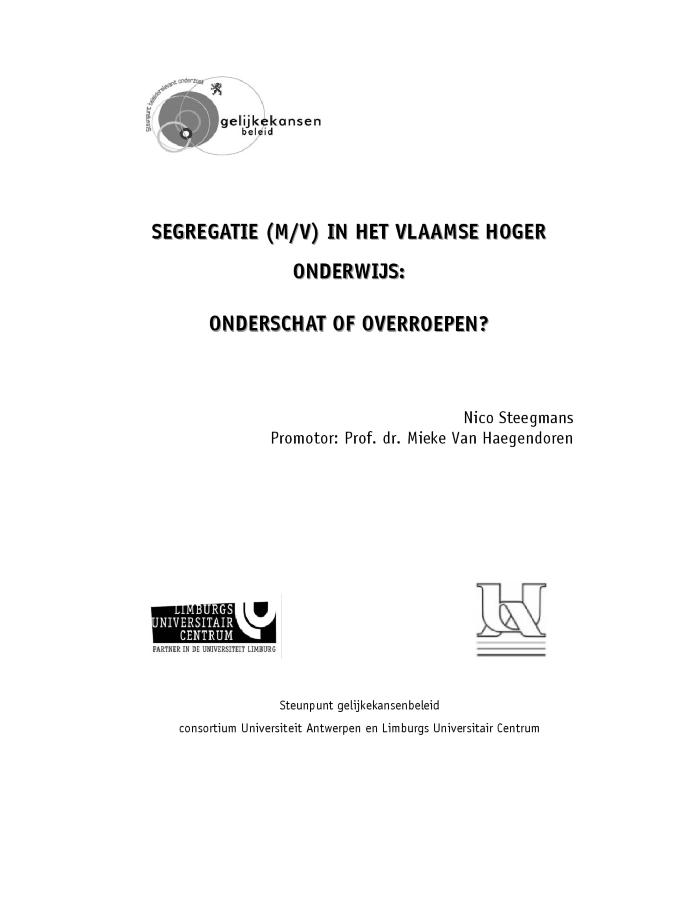 Steunpunt beleidsrelevant onderzoek
gelijkekansen
beleid
SEGREGATIE (M/V) IN HET VLAAMSE HOGER
ONDERWIJS:
ONDERSCHAT OF OVERROEPEN?
Nico Steegmans
Promotor: Prof. dr. Mieke Van Haegendoren
LIMBURGS
UNIVERSITAIR
CENTRUM
PARTNER IN DE UNIVERSITEIT LIMBURG
UA
Steunpunt gelijkekansenbeleid
consortium Universiteit Antwerpen en Limburgs Universitair Centrum